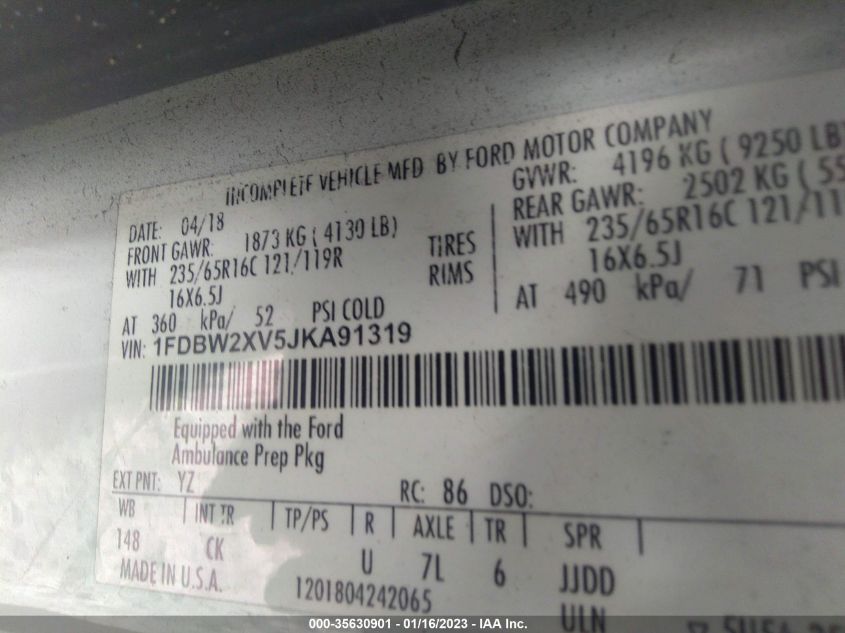 INCOMPLETE VEHICLE MFD BY FORD MOTOR COMPANY
DATE: 04/18 GVWR: 4196 KG ( 9250 LB
FRONT GAWR: 1873 KG ( 4130 LB) REAR GAWR: 2502 KG ( 55
WITH 235/65R16C 121/119R TIRES WITH 235/65R16C 121/11
16X6.5J RIMS 16X6.5J
AT 360 kPa/ 52 PSI COLD AT 490 kPa/ 71 PSI
VIN: 1FDBW2XV5JKA91319
Equipped with the Ford
Ambulance Prep Pkg
EXT PNT: YZ RC: 86 DSO:
WB INT TR TP/PS R AXLE TR SPR
148 CK U 7L 6 JJDD
MADE IN U.S.A. 1201804242065 ULN
000-35630901 - 01/16/2023 - IAA Inc.